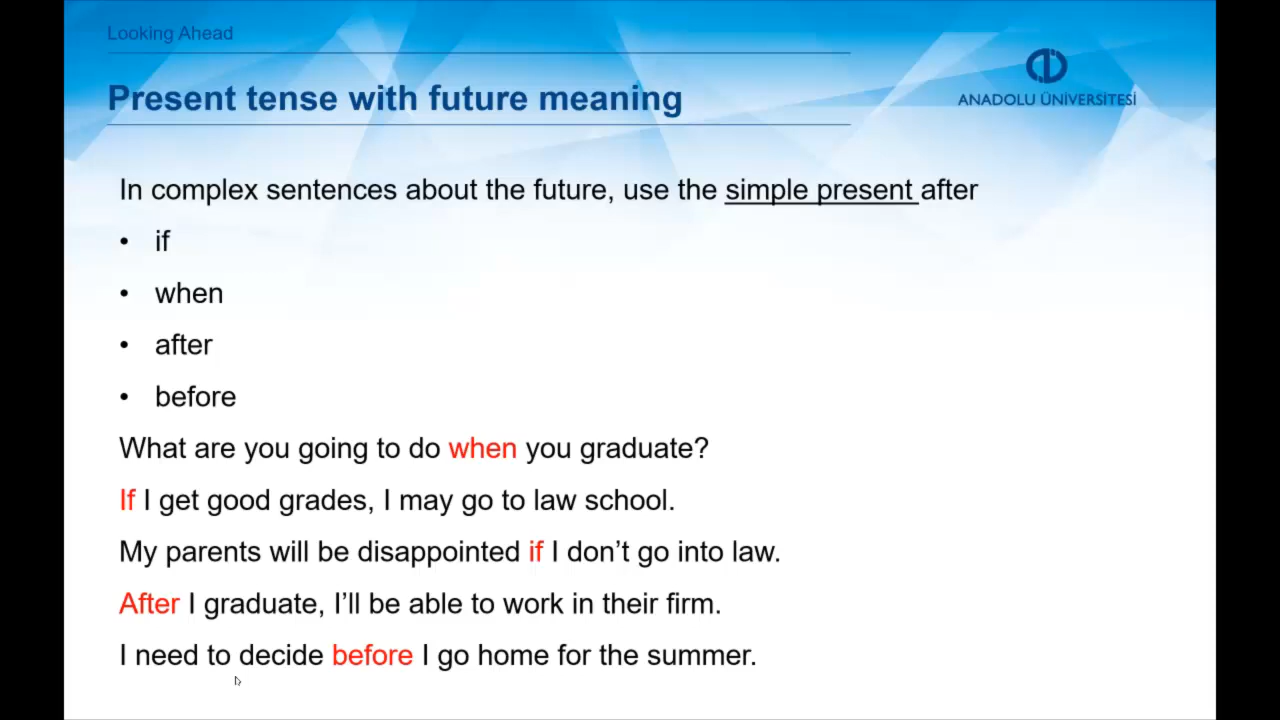 Looking Ahead
Present tense with future meaning
ANADOLU ÜNİVERSİTESİ
In complex sentences about the future, use the simple present after
• if
• when
• after
• before
What are you going to do when you graduate?
If I get good grades, I may go to law school.
My parents will be disappointed if I don’t go into law.
After I graduate, I’ll be able to work in their firm.
I need to decide before I go home for the summer.